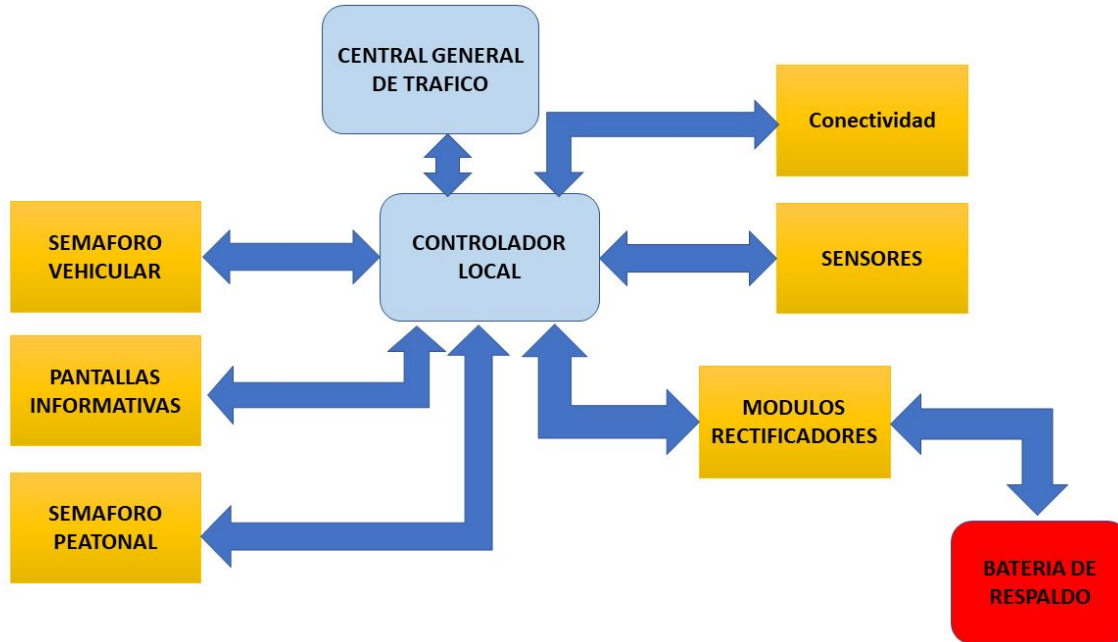 CENTRAL GENERAL
DE TRAFICO
Conectividad
SEMAFORO
VEHICULAR
CONTROLADOR
LOCAL
SENSORES
PANTALLAS
INFORMATIVAS
MODULOS
RECTIFICADORES
SEMAFORO
PEATONAL
BATERIA DE
RESPALDO